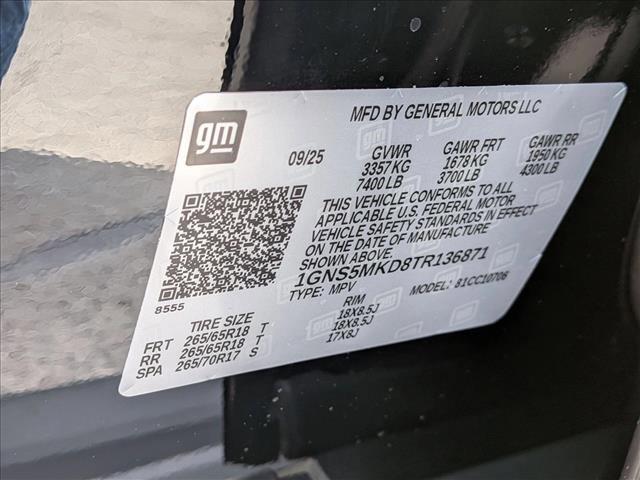 MFD BY GENERAL MOTORS LLC
gm
09/25
GVWR GAWR FRT GAWR RR
3357 KG 1678 KG 1950 KG
7400 LB 3700 LB 4300 LB
THIS VEHICLE CONFORMS TO ALL
APPLICABLE U.S. FEDERAL MOTOR
VEHICLE SAFETY STANDARDS IN EFFECT
ON THE DATE OF MANUFACTURE
SHOWN ABOVE.
1GNS5MKD8TR136871
TYPE: MPV MODEL: 81CC10706
8555
TIRE SIZE RIM
FRT 265/65R18 T 18X8.5J
RR 265/65R18 T 18X8.5J
SPA 265/70R17 S 17X8J